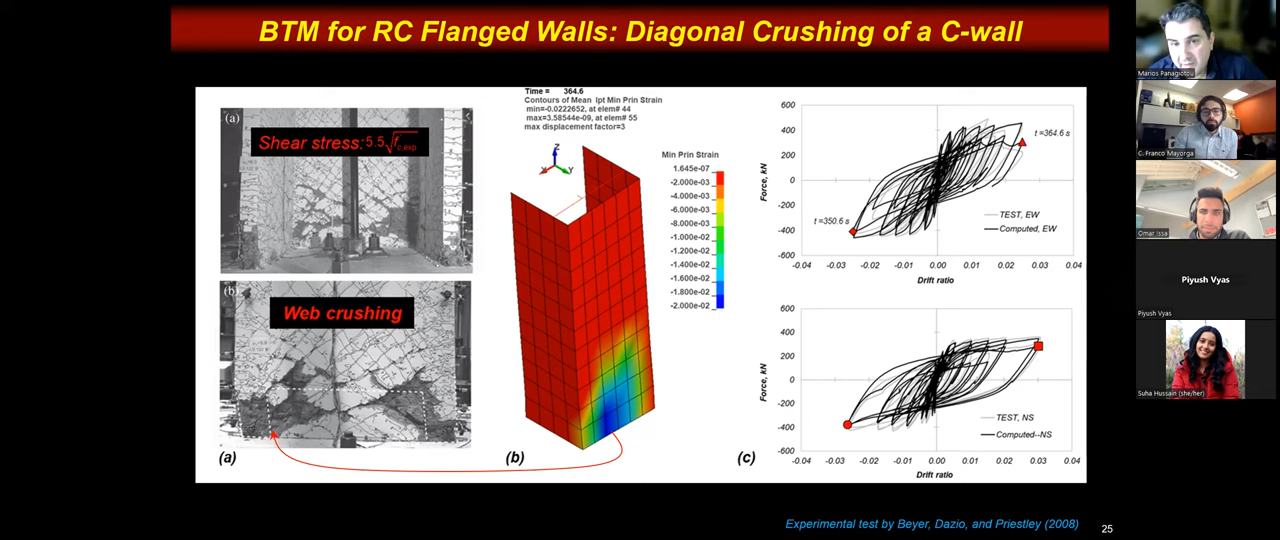 BTM for RC Flanged Walls: Diagonal Crushing of a C-wall
(a)
Shear stress: 5.5√f'c,exp
(b)
Web crushing
(a)
Time = 364.6
Contours of Mean Ipt Min Prin Strain
min=-0.0222652, at elem# 44
max=3.58544e-09, at elem# 55
max displacement factor=3
Z
X
Y
Min Prin Strain
1.645e-07
-2.000e-03
-4.000e-03
-6.000e-03
-8.000e-03
-1.000e-02
-1.200e-02
-1.400e-02
-1.600e-02
-1.800e-02
-2.000e-02
(b)
600
400
200
0
-200
-400
-600
Force, kN
t =364.6 s
t =350.6 s
TEST, EW
Computed, EW
-0.04 -0.03 -0.02 -0.01 0.00 0.01 0.02 0.03 0.04
Drift ratio
600
400
200
0
-200
-400
-600
Force, kN
TEST, NS
Computed--NS
-0.04 -0.03 -0.02 -0.01 0.00 0.01 0.02 0.03 0.04
Drift ratio
(c)
Experimental test by Beyer, Dazio, and Priestley (2008)
25
Marios Panagiotou
C. Franco Mayorga
Omar Issa
Piyush Vyas
Piyush Vyas
Suha Hussain (she/her)